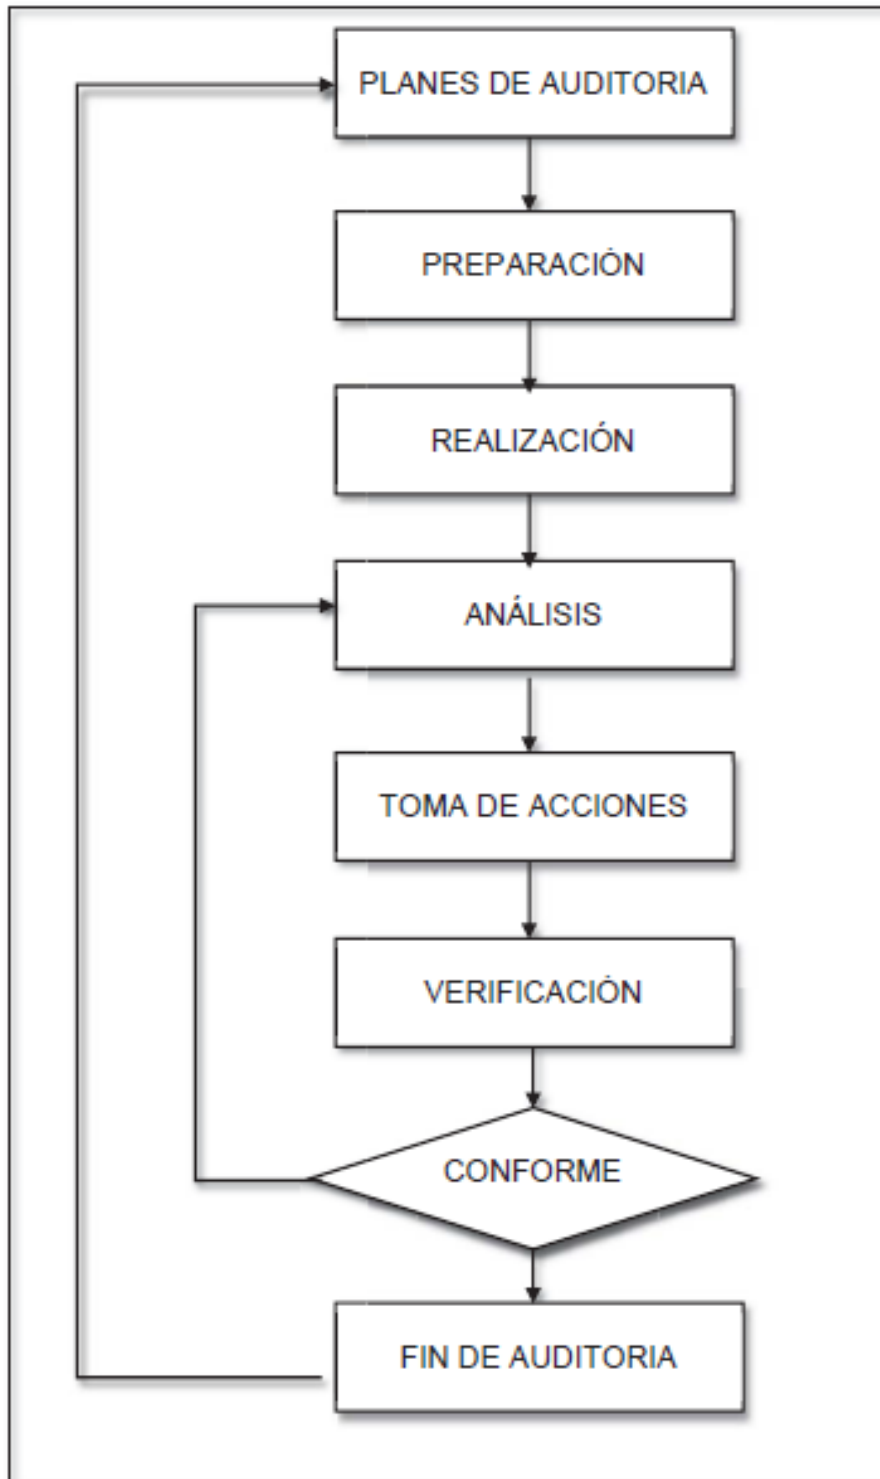 PLANES DE AUDITORIA
PREPARACIÓN
REALIZACIÓN
ANÁLISIS
TOMA DE ACCIONES
VERIFICACIÓN
CONFORME
FIN DE AUDITORIA